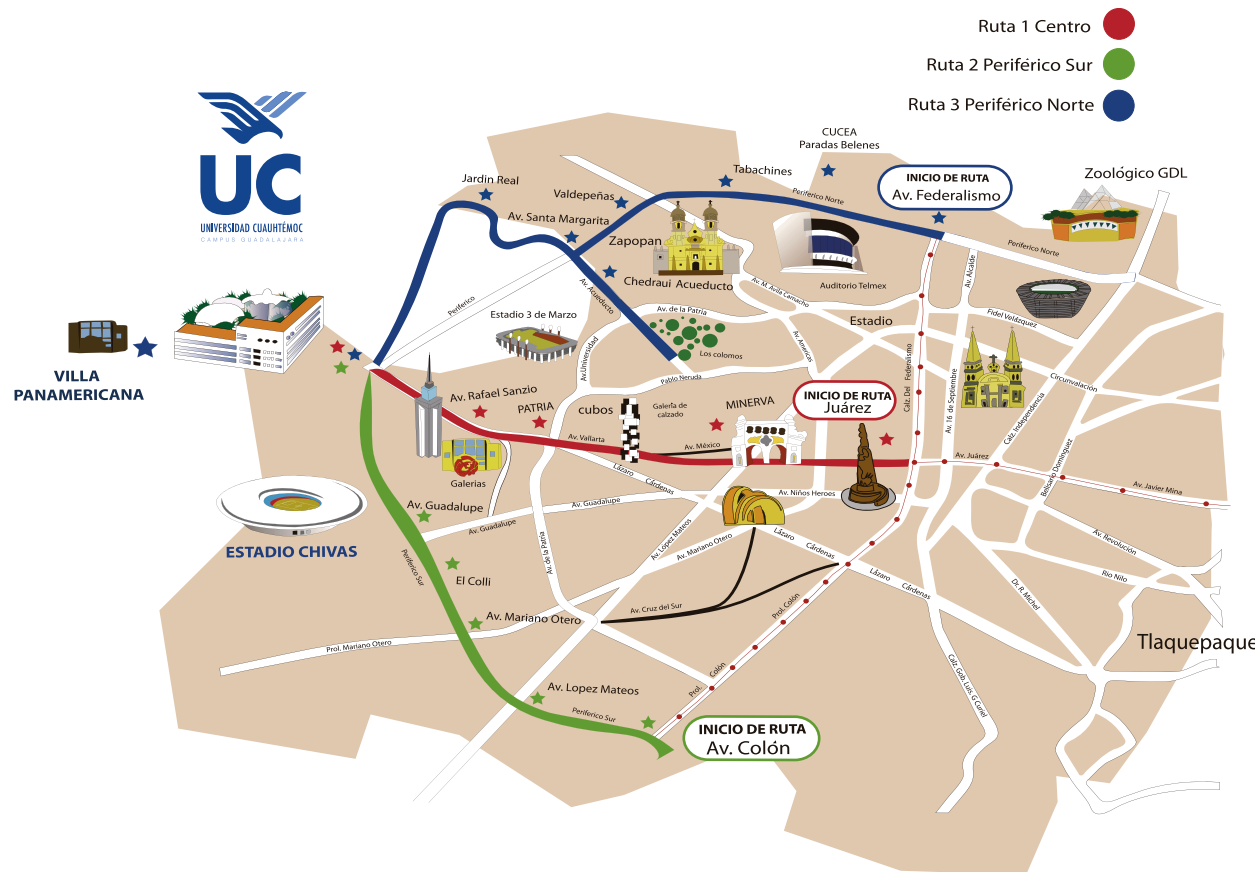 Ruta 1 Centro
Ruta 2 Periférico Sur
Ruta 3 Periférico Norte
UC
UNIVERSIDAD CUAUHTÉMOC
CAMPUS GUADALAJARA
CUCEA
Paradas Belenes
Tabachines
INICIO DE RUTA
Av. Federalismo
Zoológico GDL
Jardin Real
Valdepeñas
Periferico Norte
Av. Santa Margarita
Zapopan
Periferico Norte
Av. Alcalde
Chedraui Acueducto
Av. Acueducto
Auditorio Telmex
Av. M. Avila Camacho
Periferico
Estadio 3 de Marzo
Av. de la Patria
Estadio
Fidel Velázquez
Av. Americas
Av.Universidad
Los colomos
Pablo Neruda
Calz. Del Federalismo
Circunvalación
VILLA
PANAMERICANA
Av. Rafael Sanzio
PATRIA
cubos
Galería de
calzado
MINERVA
INICIO DE RUTA
Juárez
Av. 16 de Septiembre
Calz. Independencia
Av. Vallarta
Av. México
Av. Juárez
Belisario Domínguez
Galerias
Lázaro
Cárdenas
Av. Niños Heroes
Av. Javier Mina
Av. Guadalupe
Av. Guadalupe
Av. Guadalupe
Av. Lopez Mateos
Av. Mariano Otero
Lázaro
Cárdenas
Av. Revolución
ESTADIO CHIVAS
Periferico Sur
Av. de la Patria
El Colli
Lázaro
Cárdenas
Rio Nilo
Dr. R. Michel
Av. Cruz del Sur
Prol. Colón
Av. Mariano Otero
Prol. Mariano Otero
Tlaquepaque
Calz. Gob. Luis. G Curiel
Prol. Colón
Av. Lopez Mateos
Periferico Sur
INICIO DE RUTA
Av. Colón